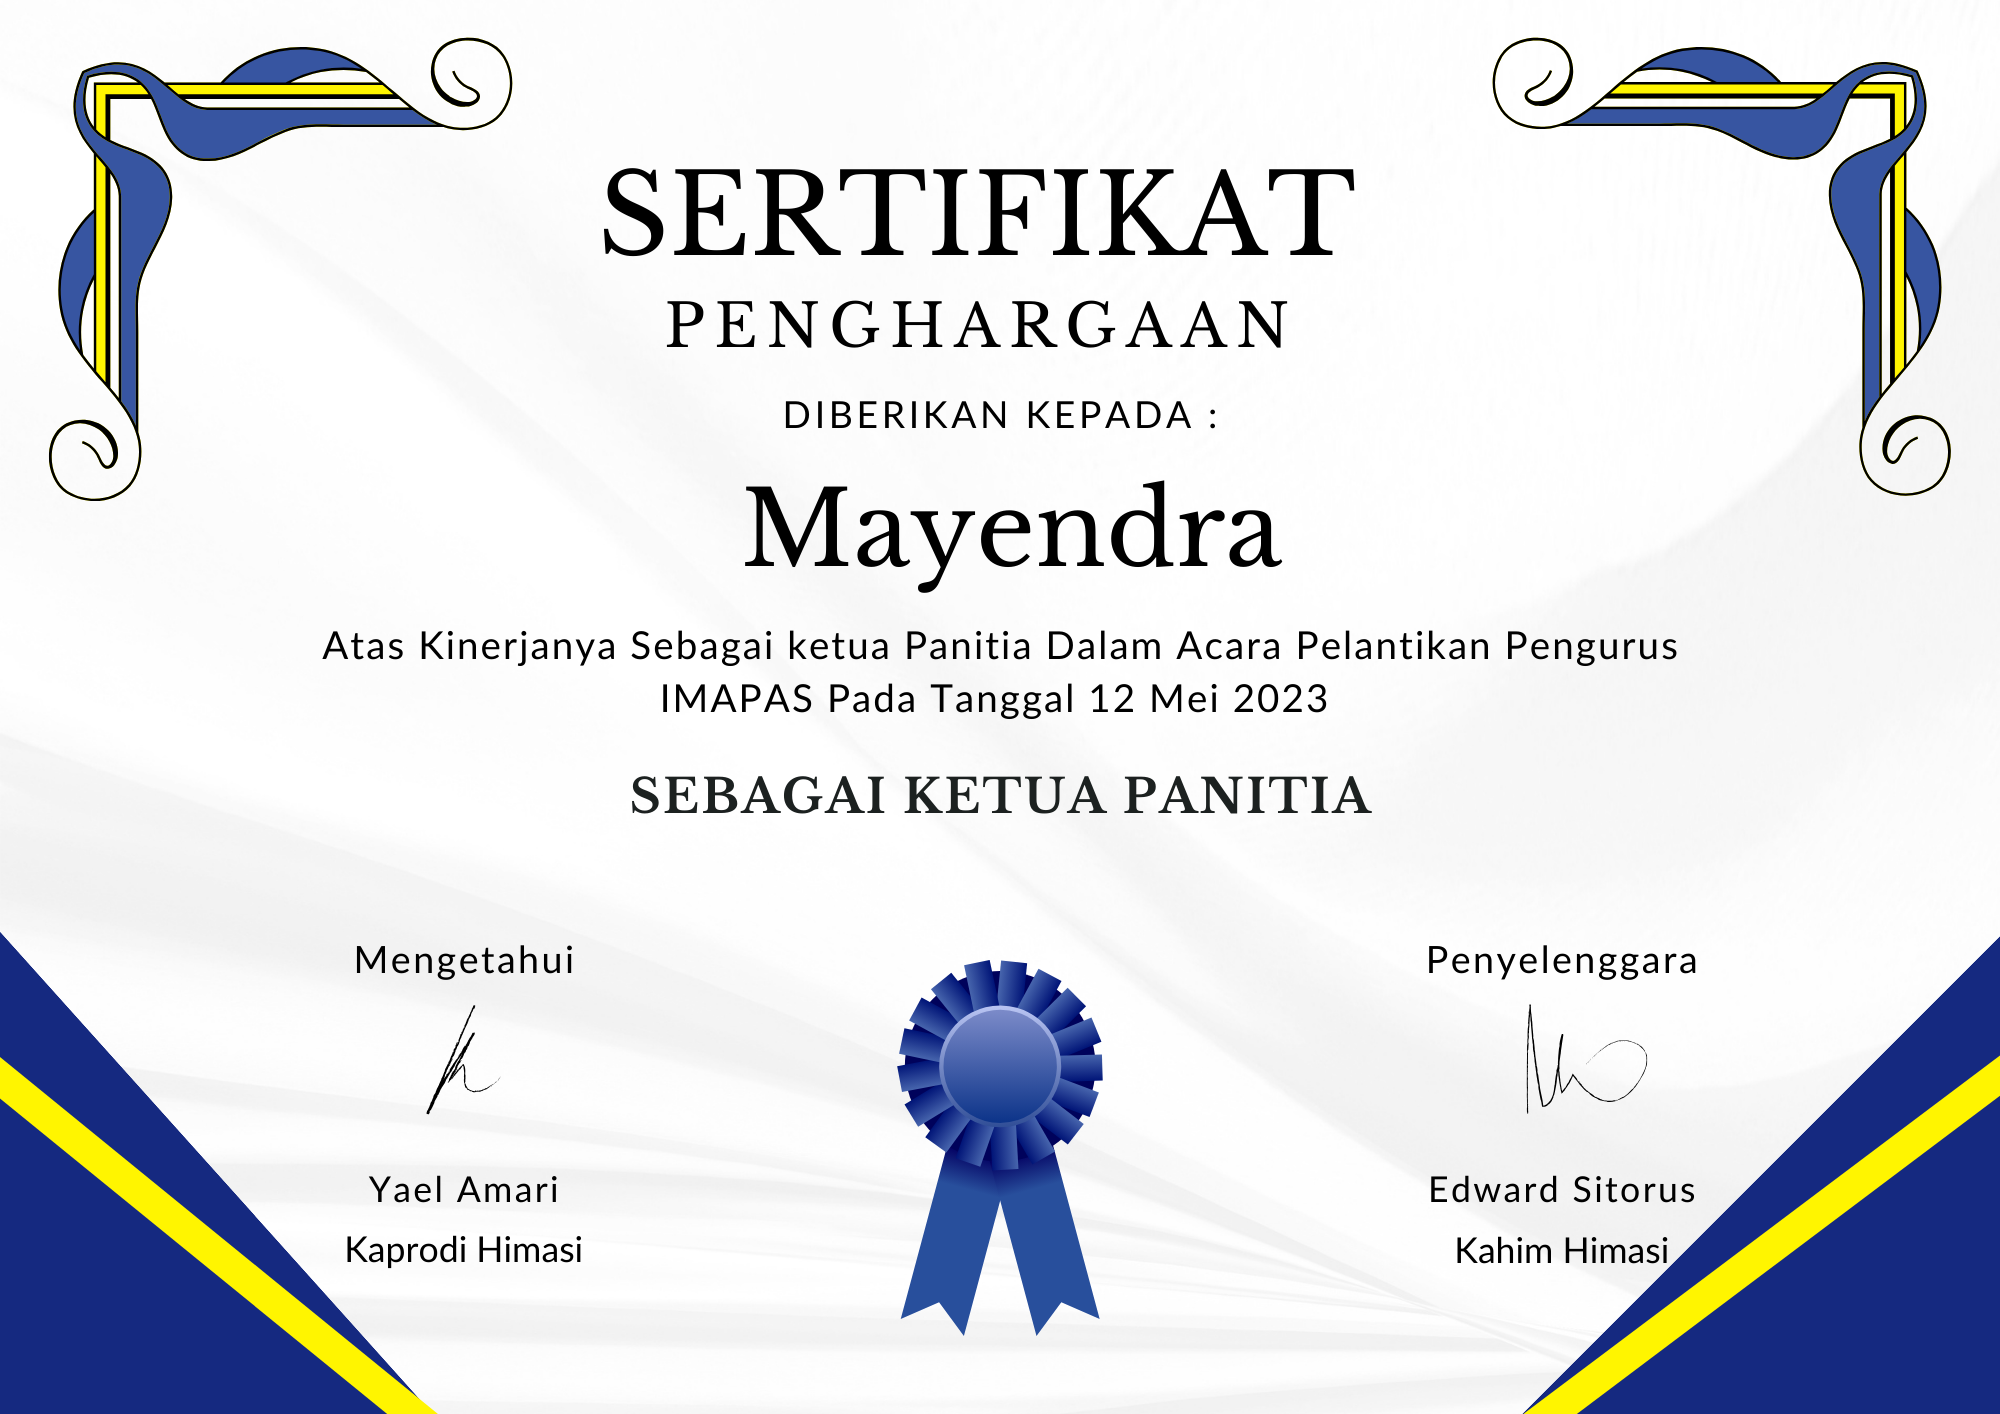 SERTIFIKAT
PENGHARGAAN
DIBERIKAN KEPADA :
Mayendra
Atas Kinerjanya Sebagai ketua Panitia Dalam Acara Pelantikan Pengurus
IMAPAS Pada Tanggal 12 Mei 2023
SEBAGAI KETUA PANITIA
Mengetahui
Yael Amari
Kaprodi Himasi
Penyelenggara
Edward Sitorus
Kahim Himasi